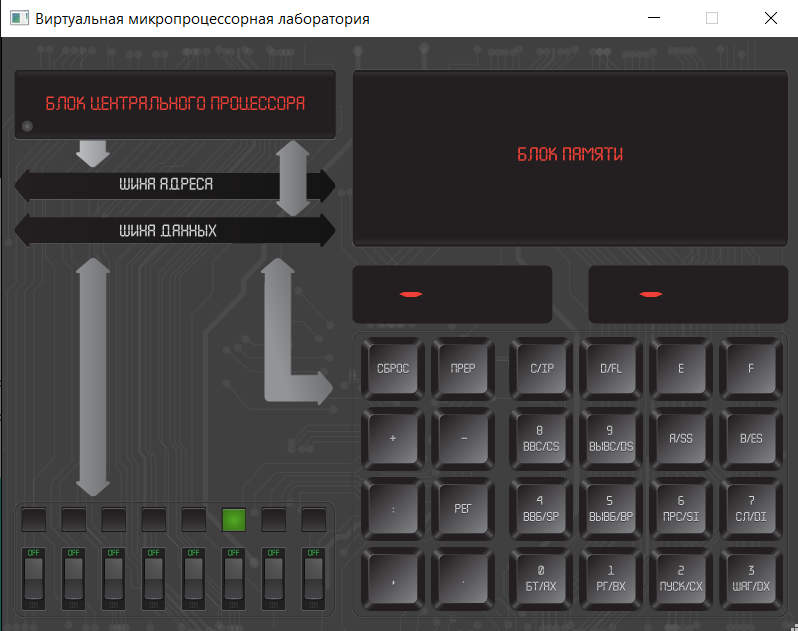 Виртуальная микропроцессорная лаборатория
БЛОК ЦЕНТРАЛЬНОГО ПРОЦЕССОРА
БЛОК ПАМЯТИ
ШИНА АДРЕСА
ШИНА ДАННЫХ
СБРОС ПРЕР C/IP D/FL E F
+ - 8 9 A/SS B/ES
ВВС/CS ВЫВС/DS
: РЕГ 4 5 6 7
ВВБ/SP ВЫВБ/BP ПРС/SI СЛ/DI
, . 0 1 2 3
БТ/AX РГ/BX ПУСК/CX ШАГ/DX
OFF OFF OFF OFF OFF OFF OFF OFF
ON ON ON ON ON ON ON ON